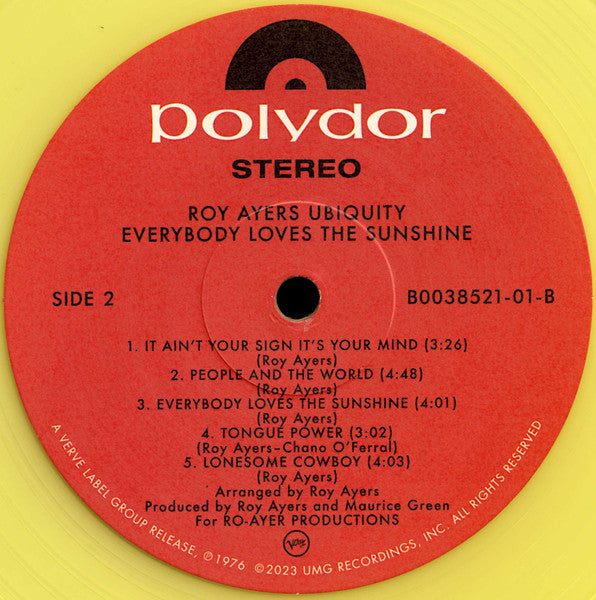 polydor
STEREO
ROY AYERS UBIQUITY
EVERYBODY LOVES THE SUNSHINE
SIDE 2
B0038521-01-B
1. IT AIN'T YOUR SIGN IT'S YOUR MIND (3:26)
(Roy Ayers)
2. PEOPLE AND THE WORLD (4:48)
(Roy Ayers)
3. EVERYBODY LOVES THE SUNSHINE (4:01)
(Roy Ayers)
4. TONGUE POWER (3:02)
(Roy Ayers–Chano O'Ferral)
5. LONESOME COWBOY (4:03)
(Roy Ayers)
Arranged by Roy Ayers
Produced by Roy Ayers and Maurice Green
For RO-AYER PRODUCTIONS
Verve
A VERVE LABEL GROUP RELEASE, ℗1976 ©2023 UMG RECORDINGS, INC. ALL RIGHTS RESERVED